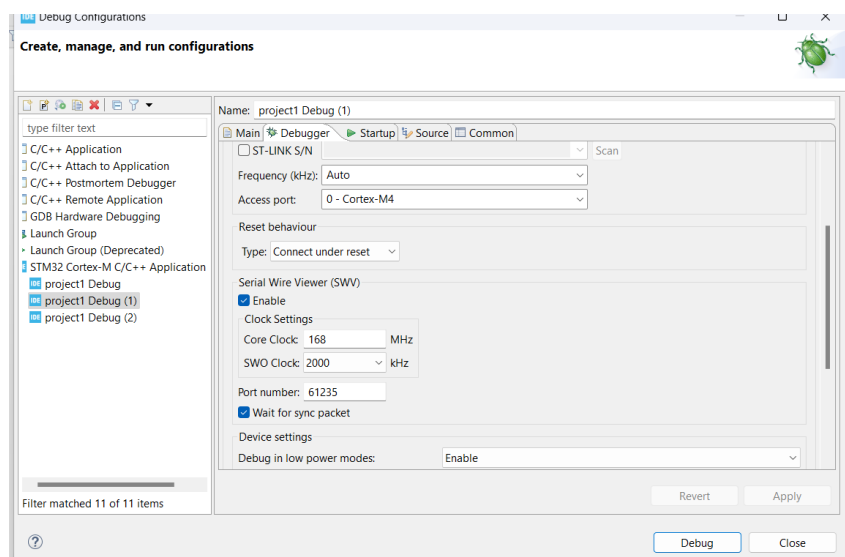 IDE Debug Configurations
Create, manage, and run configurations
Name: project1 Debug (1)
type filter text
C/C++ Application
C/C++ Attach to Application
C/C++ Postmortem Debugger
C/C++ Remote Application
GDB Hardware Debugging
Launch Group
Launch Group (Deprecated)
STM32 Cortex-M C/C++ Application
IDE project1 Debug
IDE project1 Debug (1)
IDE project1 Debug (2)
Filter matched 11 of 11 items
Main Debugger Startup Source Common
ST-LINK S/N Scan
Frequency (kHz): Auto
Access port: 0 - Cortex-M4
Reset behaviour
Type: Connect under reset
Serial Wire Viewer (SWV)
Enable
Clock Settings
Core Clock: 168 MHz
SWO Clock: 2000 kHz
Port number: 61235
Wait for sync packet
Device settings
Debug in low power modes: Enable
Revert Apply
Debug Close